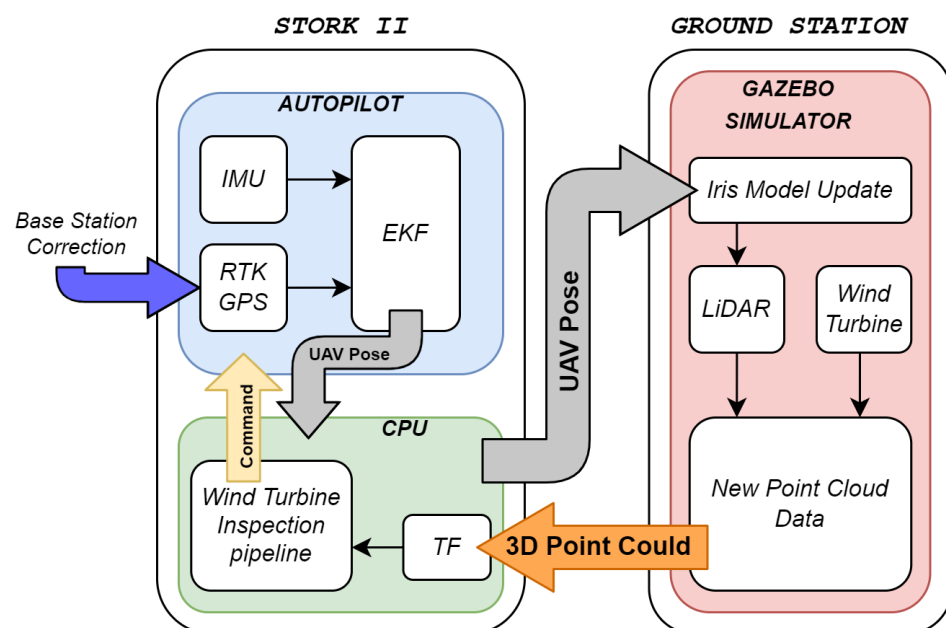 STORK II
GROUND STATION
AUTOPILOT
IMU
EKF
RTK
GPS
Base Station
Correction
UAV Pose
Command
CPU
Wind Turbine
Inspection
pipeline
TF
UAV Pose
3D Point Could
GAZEBO
SIMULATOR
Iris Model Update
LiDAR
Wind
Turbine
New Point Cloud
Data